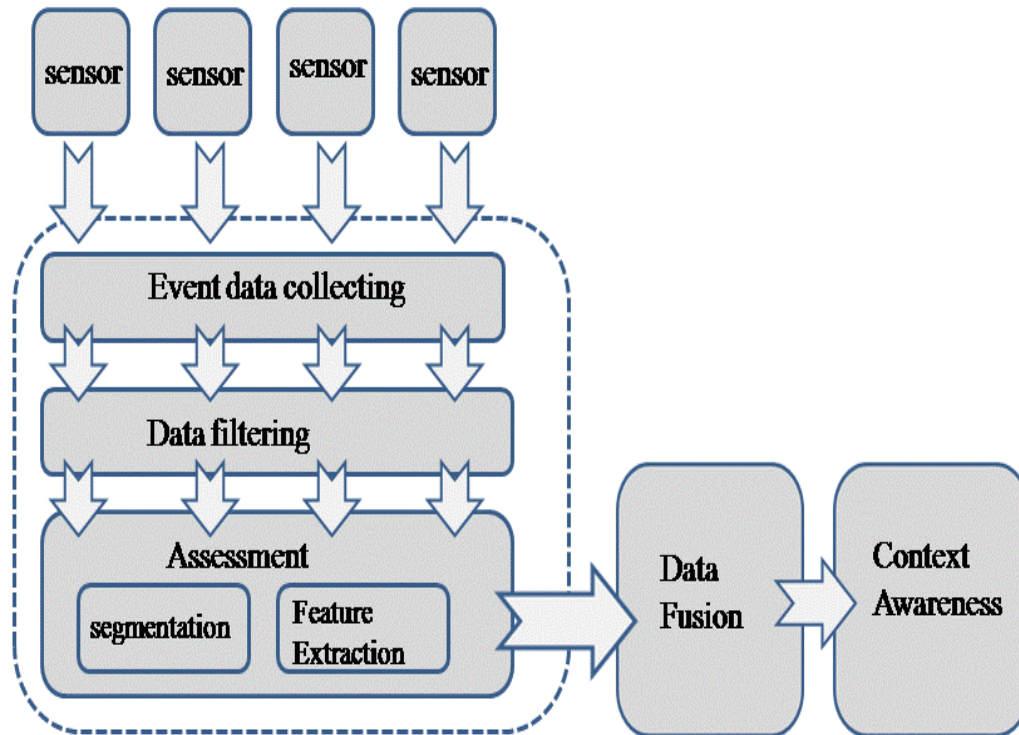 sensor
sensor
sensor
sensor
Event data collecting
Data filtering
Assessment
segmentation
Feature
Extraction
Data
Fusion
Context
Awareness